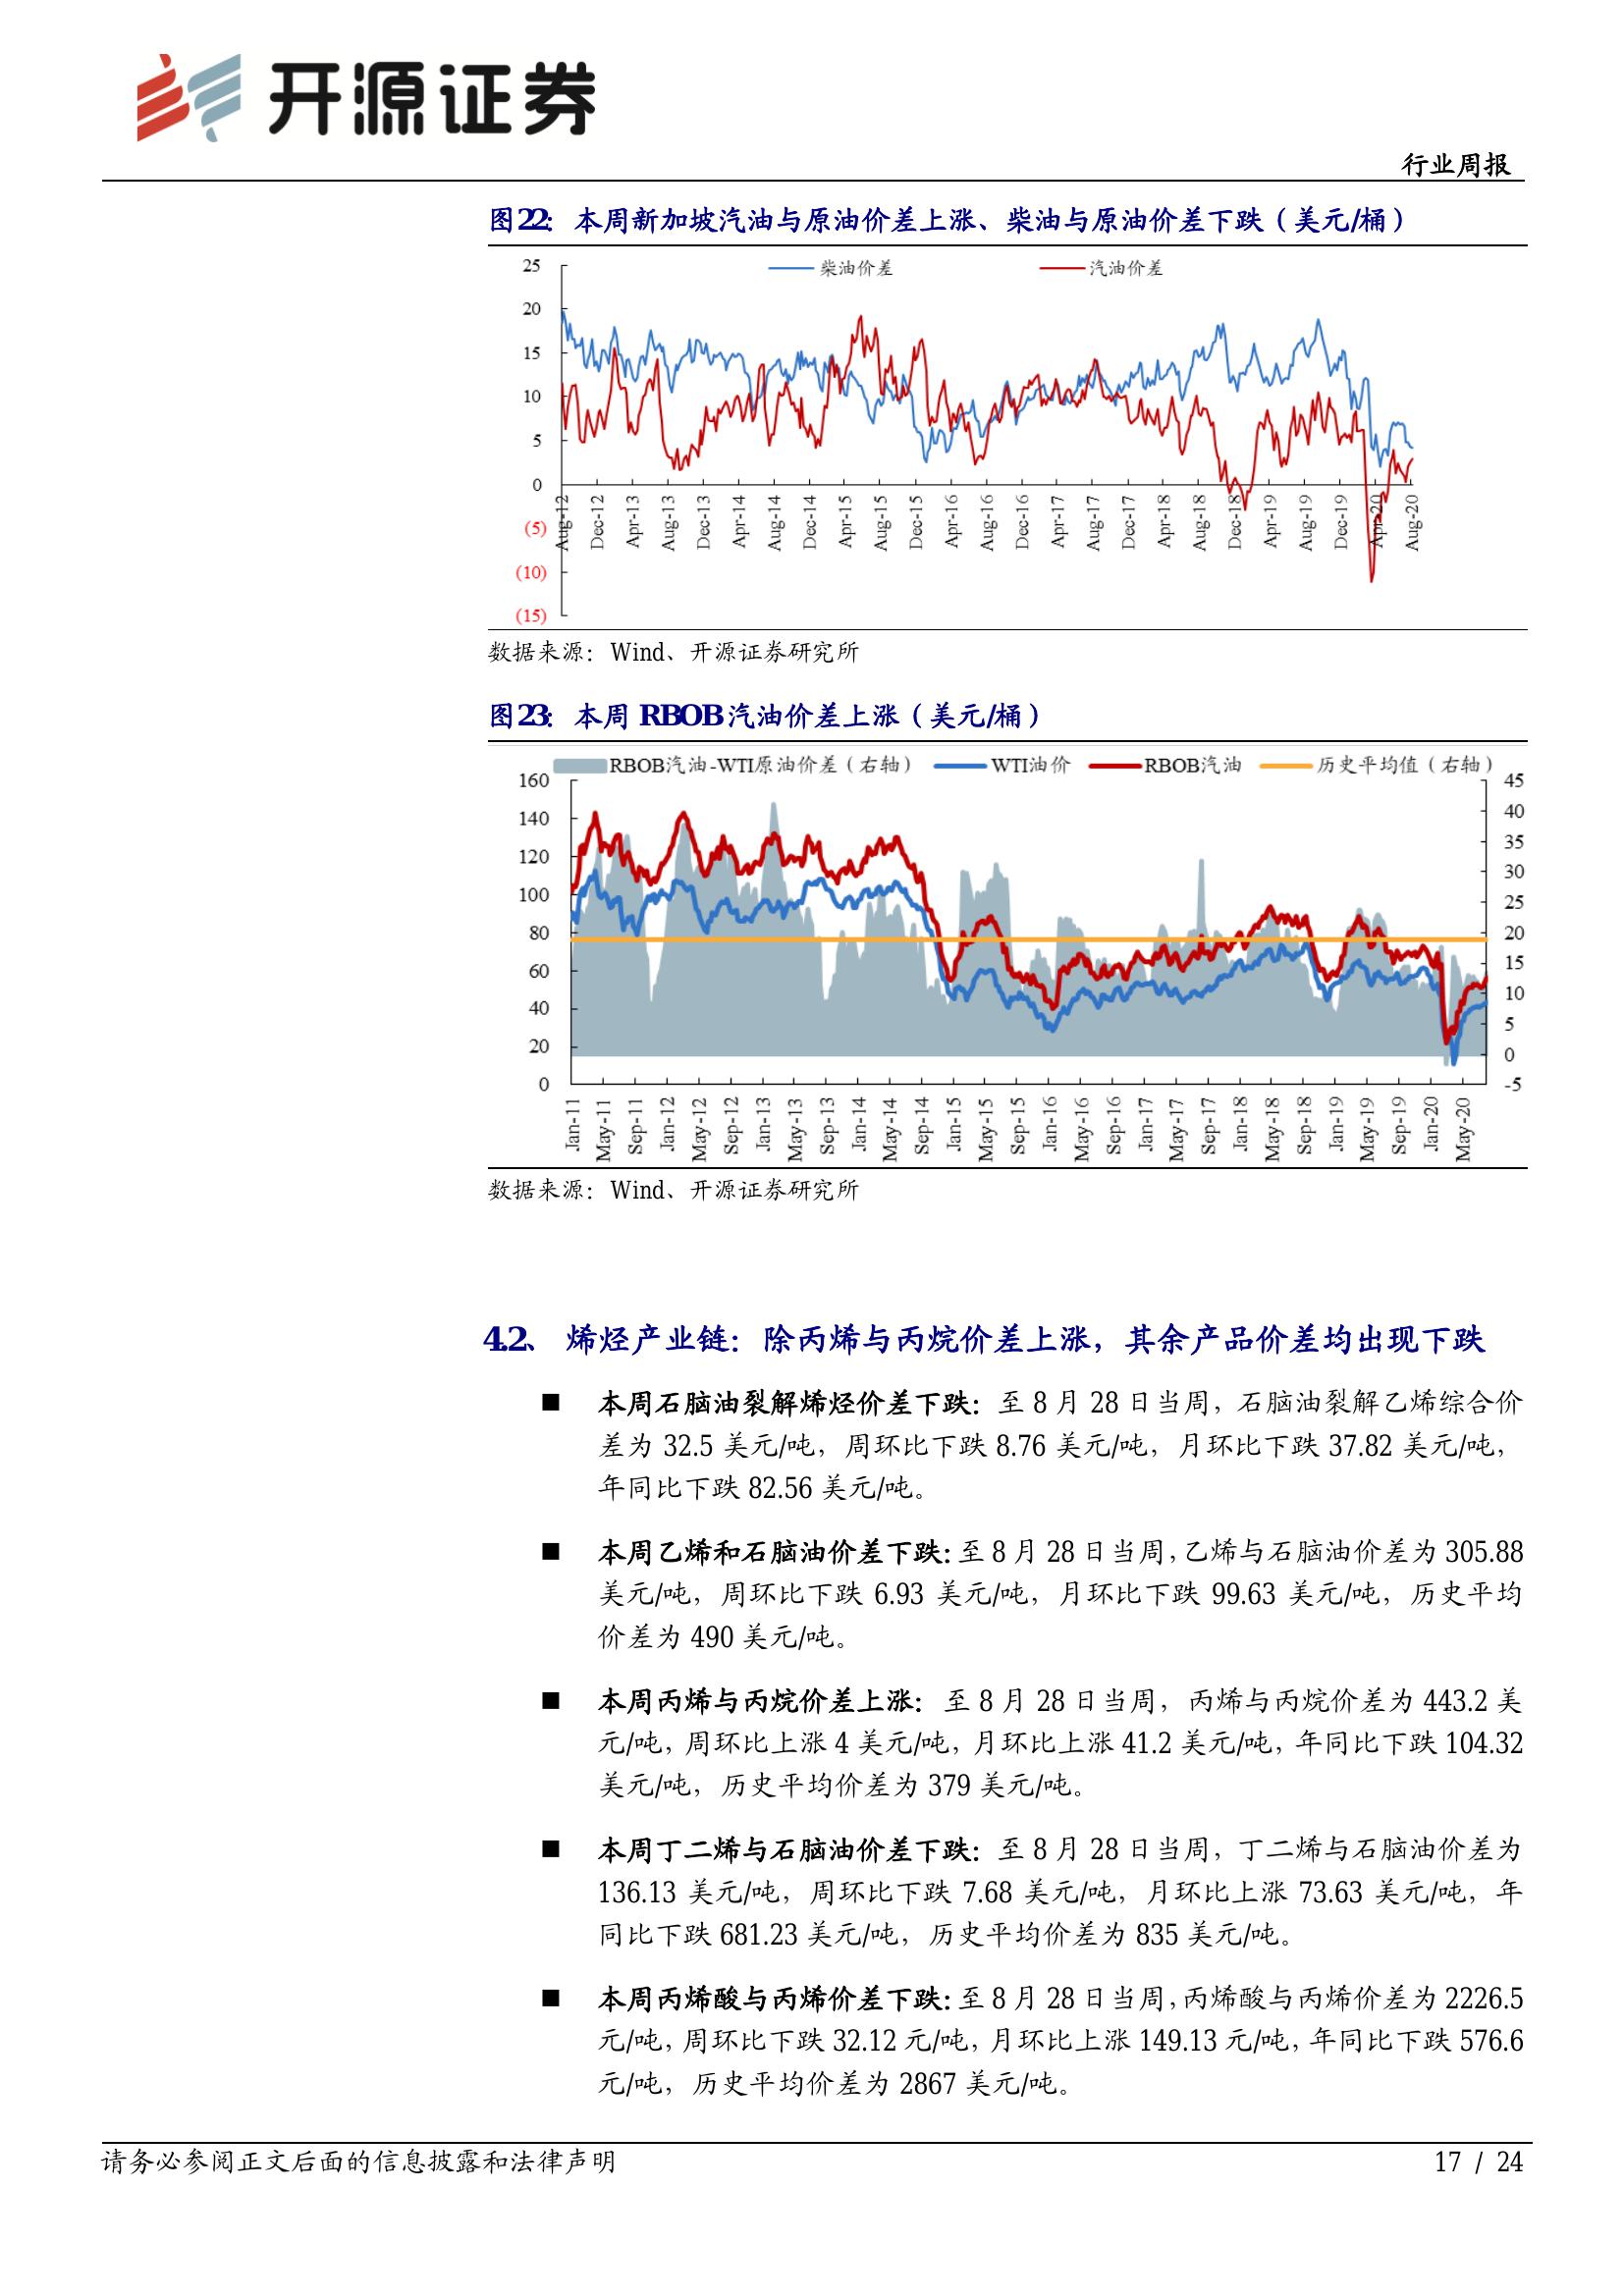 开源证券
行业周报
图22：本周新加坡汽油与原油价差上涨、柴油与原油价差下跌（美元/桶）
柴油价差 汽油价差
25
20
15
10
5
0
(5)
(10)
(15)
Aug-12 Dec-12 Apr-13 Aug-13 Dec-13 Apr-14 Aug-14 Dec-14 Apr-15 Aug-15 Dec-15 Apr-16 Aug-16 Dec-16 Apr-17 Aug-17 Dec-17 Apr-18 Aug-18 Dec-18 Apr-19 Aug-19 Dec-19 Apr-20 Aug-20
数据来源：Wind、开源证券研究所
图23：本周 RBOB 汽油价差上涨（美元/桶）
RBOB汽油-WTI原油价差（右轴） WTI油价 RBOB汽油 历史平均值（右轴）
160 45
140 40
120 35
100 30
80 25
60 20
40 15
20 10
0 5
0
-5
Jan-11 May-11 Sep-11 Jan-12 May-12 Sep-12 Jan-13 May-13 Sep-13 Jan-14 May-14 Sep-14 Jan-15 May-15 Sep-15 Jan-16 May-16 Sep-16 Jan-17 May-17 Sep-17 Jan-18 May-18 Sep-18 Jan-19 May-19 Sep-19 Jan-20 May-20
数据来源：Wind、开源证券研究所
4.2、 烯烃产业链：除丙烯与丙烷价差上涨，其余产品价差均出现下跌
■ 本周石脑油裂解烯烃价差下跌：至 8 月 28 日当周，石脑油裂解乙烯综合价
差为 32.5 美元/吨，周环比下跌 8.76 美元/吨，月环比下跌 37.82 美元/吨，
年同比下跌 82.56 美元/吨。
■ 本周乙烯和石脑油价差下跌：至 8 月 28 日当周，乙烯与石脑油价差为 305.88
美元/吨，周环比下跌 6.93 美元/吨，月环比下跌 99.63 美元/吨，历史平均
价差为 490 美元/吨。
■ 本周丙烯与丙烷价差上涨：至 8 月 28 日当周，丙烯与丙烷价差为 443.2 美
元/吨，周环比上涨 4 美元/吨，月环比上涨 41.2 美元/吨，年同比下跌 104.32
美元/吨，历史平均价差为 379 美元/吨。
■ 本周丁二烯与石脑油价差下跌：至 8 月 28 日当周，丁二烯与石脑油价差为
136.13 美元/吨，周环比下跌 7.68 美元/吨，月环比上涨 73.63 美元/吨，年
同比下跌 681.23 美元/吨，历史平均价差为 835 美元/吨。
■ 本周丙烯酸与丙烯价差下跌：至 8 月 28 日当周，丙烯酸与丙烯价差为 2226.5
元/吨，周环比下跌 32.12 元/吨，月环比上涨 149.13 元/吨，年同比下跌 576.6
元/吨，历史平均价差为 2867 美元/吨。
请务必参阅正文后面的信息披露和法律声明 17 / 24